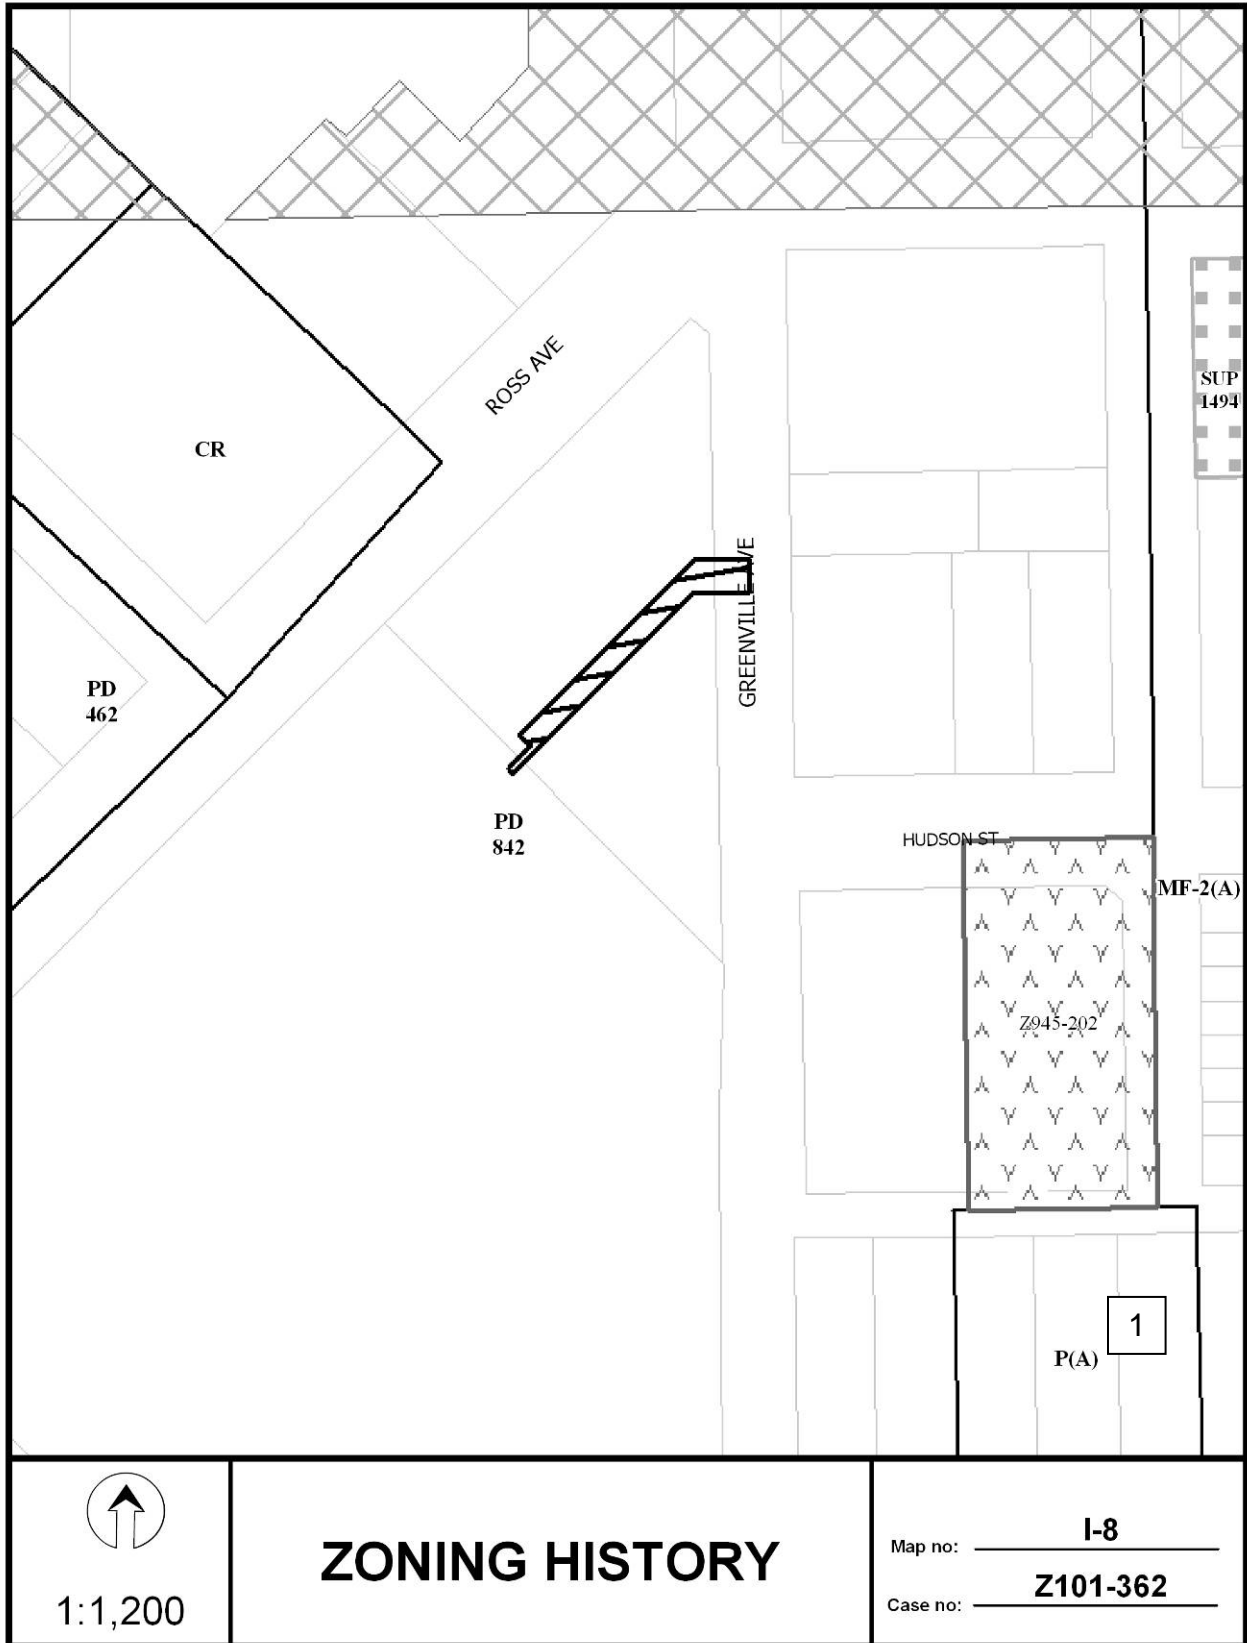 ROSS AVE
SUP
1494
CR
GREENVILLE AVE
PD
462
PD
842
HUDSON ST
MF-2(A)
Z945-202
1
P(A)
1:1,200
ZONING HISTORY
Map no: I-8
Case no: Z101-362